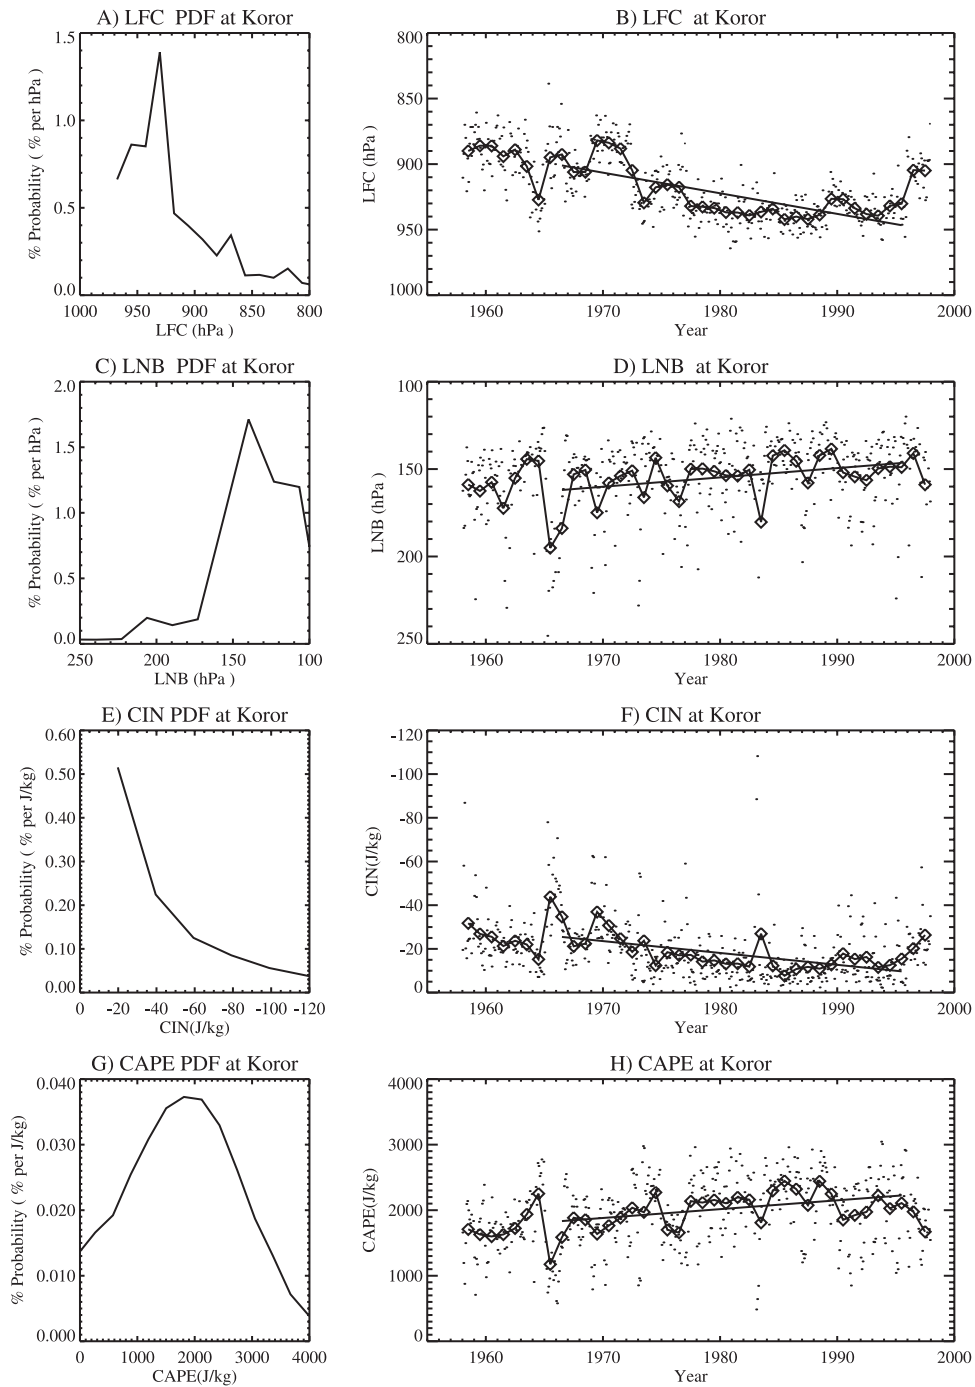 A) LFC PDF at Koror
1.5
1.0
0.5
0.0
% Probability ( % per hPa )
1000 950 900 850 800
LFC (hPa )
B) LFC at Koror
800
850
900
950
1000
LFC (hPa )
1960 1970 1980 1990 2000
Year
C) LNB PDF at Koror
2.0
1.5
1.0
0.5
0.0
% Probability ( % per hPa )
250 200 150 100
LNB (hPa )
D) LNB at Koror
100
150
200
250
LNB (hPa )
1960 1970 1980 1990 2000
Year
E) CIN PDF at Koror
0.60
0.50
0.40
0.30
0.20
0.10
0.00
% Probability ( % per J/kg )
0 -20 -40 -60 -80 -100 -120
CIN(J/kg)
F) CIN at Koror
-120
-100
-80
-60
-40
-20
0
CIN(J/kg)
1960 1970 1980 1990 2000
Year
G) CAPE PDF at Koror
0.040
0.030
0.020
0.010
0.000
% Probability ( % per J/kg)
0 1000 2000 3000 4000
CAPE(J/kg)
H) CAPE at Koror
4000
3000
2000
1000
0
CAPE(J/kg)
1960 1970 1980 1990 2000
Year